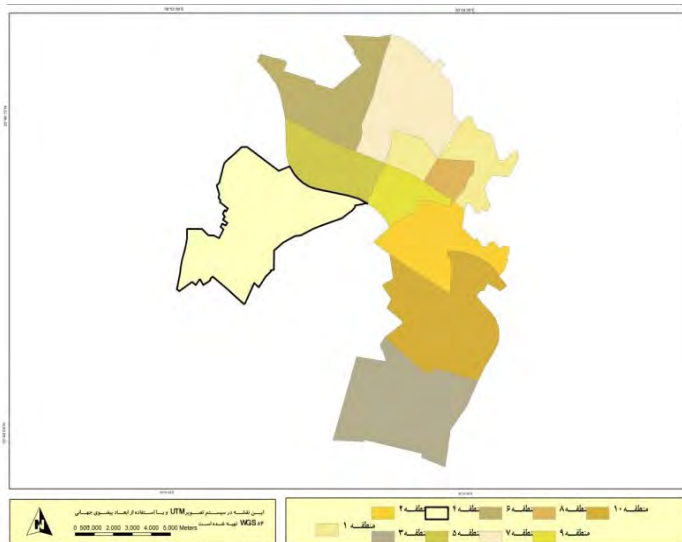 این نقشه در سیستم تصویر UTM و با استفاده از ابعاد بیضوی جهانی
WGS ۸۴ تهیه شده است
0 500 1,000 2,000 3,000 4,000 5,000 Meters
منطقه ۱
منطقه ۲
منطقه ۳
منطقه ۴
منطقه ۵
منطقه ۶
منطقه ۷
منطقه ۸
منطقه ۹
منطقه ۱۰